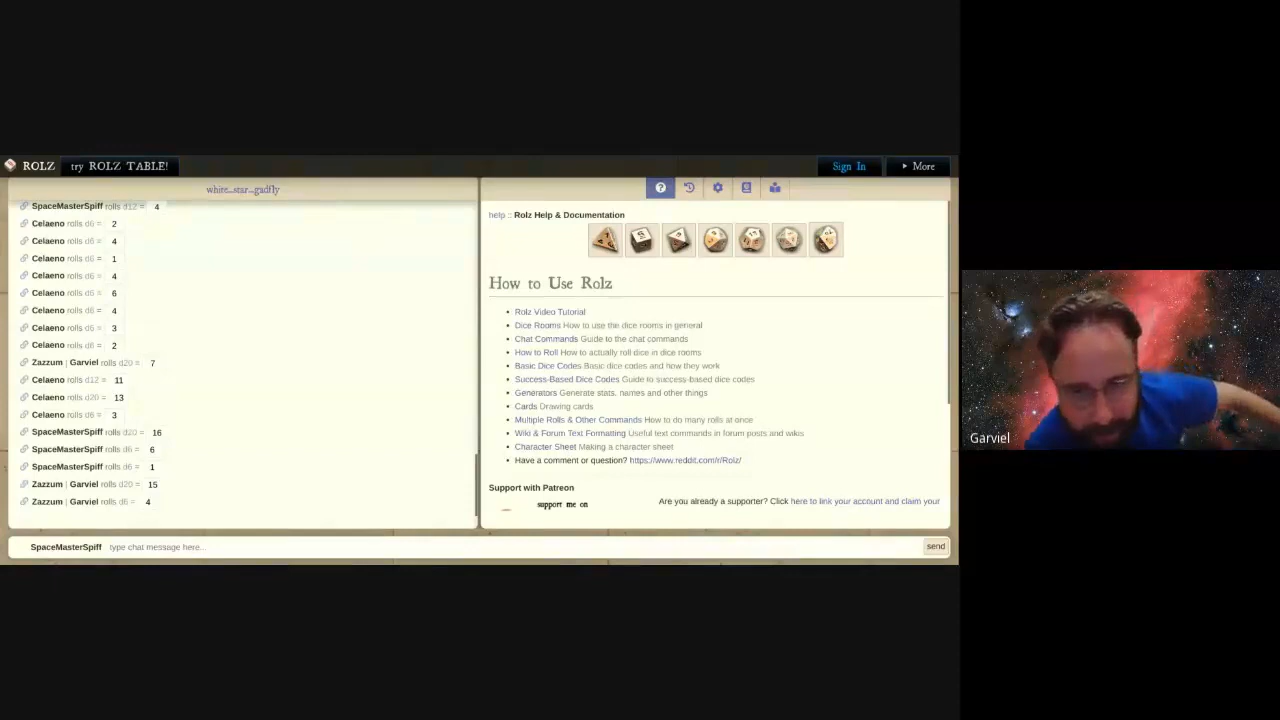 ROLZ try ROLZ TABLE! Sign In More
white_star_gadfly
SpaceMasterSpiff rolls d12 = 4
Celaeno rolls d6 = 2
Celaeno rolls d6 = 4
Celaeno rolls d6 = 1
Celaeno rolls d6 = 4
Celaeno rolls d6 = 6
Celaeno rolls d6 = 4
Celaeno rolls d6 = 3
Celaeno rolls d6 = 2
Zazzum | Garviel rolls d20 = 7
Celaeno rolls d12 = 11
Celaeno rolls d20 = 13
Celaeno rolls d6 = 3
SpaceMasterSpiff rolls d20 = 16
SpaceMasterSpiff rolls d6 = 6
SpaceMasterSpiff rolls d6 = 1
Zazzum | Garviel rolls d20 = 15
Zazzum | Garviel rolls d6 = 4
help :: Rolz Help & Documentation
How to Use Rolz
Rolz Video Tutorial
Dice Rooms How to use the dice rooms in general
Chat Commands Guide to the chat commands
How to Roll How to actually roll dice in dice rooms
Basic Dice Codes Basic dice codes and how they work
Success-Based Dice Codes Guide to success-based dice codes
Generators Generate stats, names and other things
Cards Drawing cards
Multiple Rolls & Other Commands How to do many rolls at once
Wiki & Forum Text Formatting Useful text commands in forum posts and wikis
Character Sheet Making a character sheet
Have a comment or question? https://www.reddit.com/r/Rolz/
Support with Patreon
support me on
Are you already a supporter? Click here to link your account and claim your
SpaceMasterSpiff type chat message here... send
Garviel